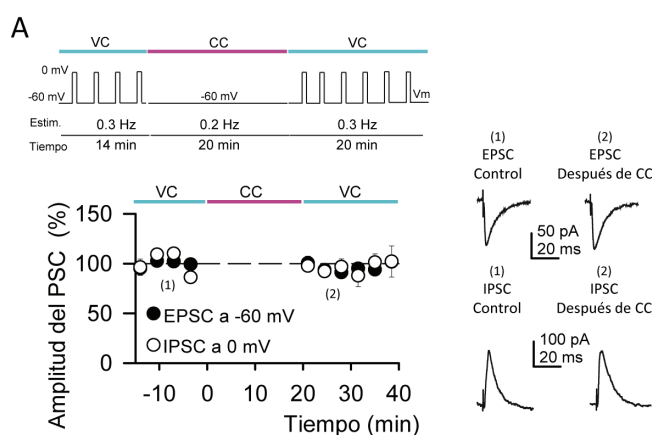 A
VC CC VC
0 mV
-60 mV -60 mV Vm
Estim. 0.3 Hz 0.2 Hz 0.3 Hz
Tiempo 14 min 20 min 20 min
VC CC VC
150
100
50
0
Amplitud del PSC (%)
(1) (2)
EPSC a -60 mV
IPSC a 0 mV
-10 0 10 20 30 40
Tiempo (min)
(1) (2)
EPSC EPSC
Control Después de CC
50 pA
20 ms
(1) (2)
IPSC IPSC
Control Después de CC
100 pA
20 ms